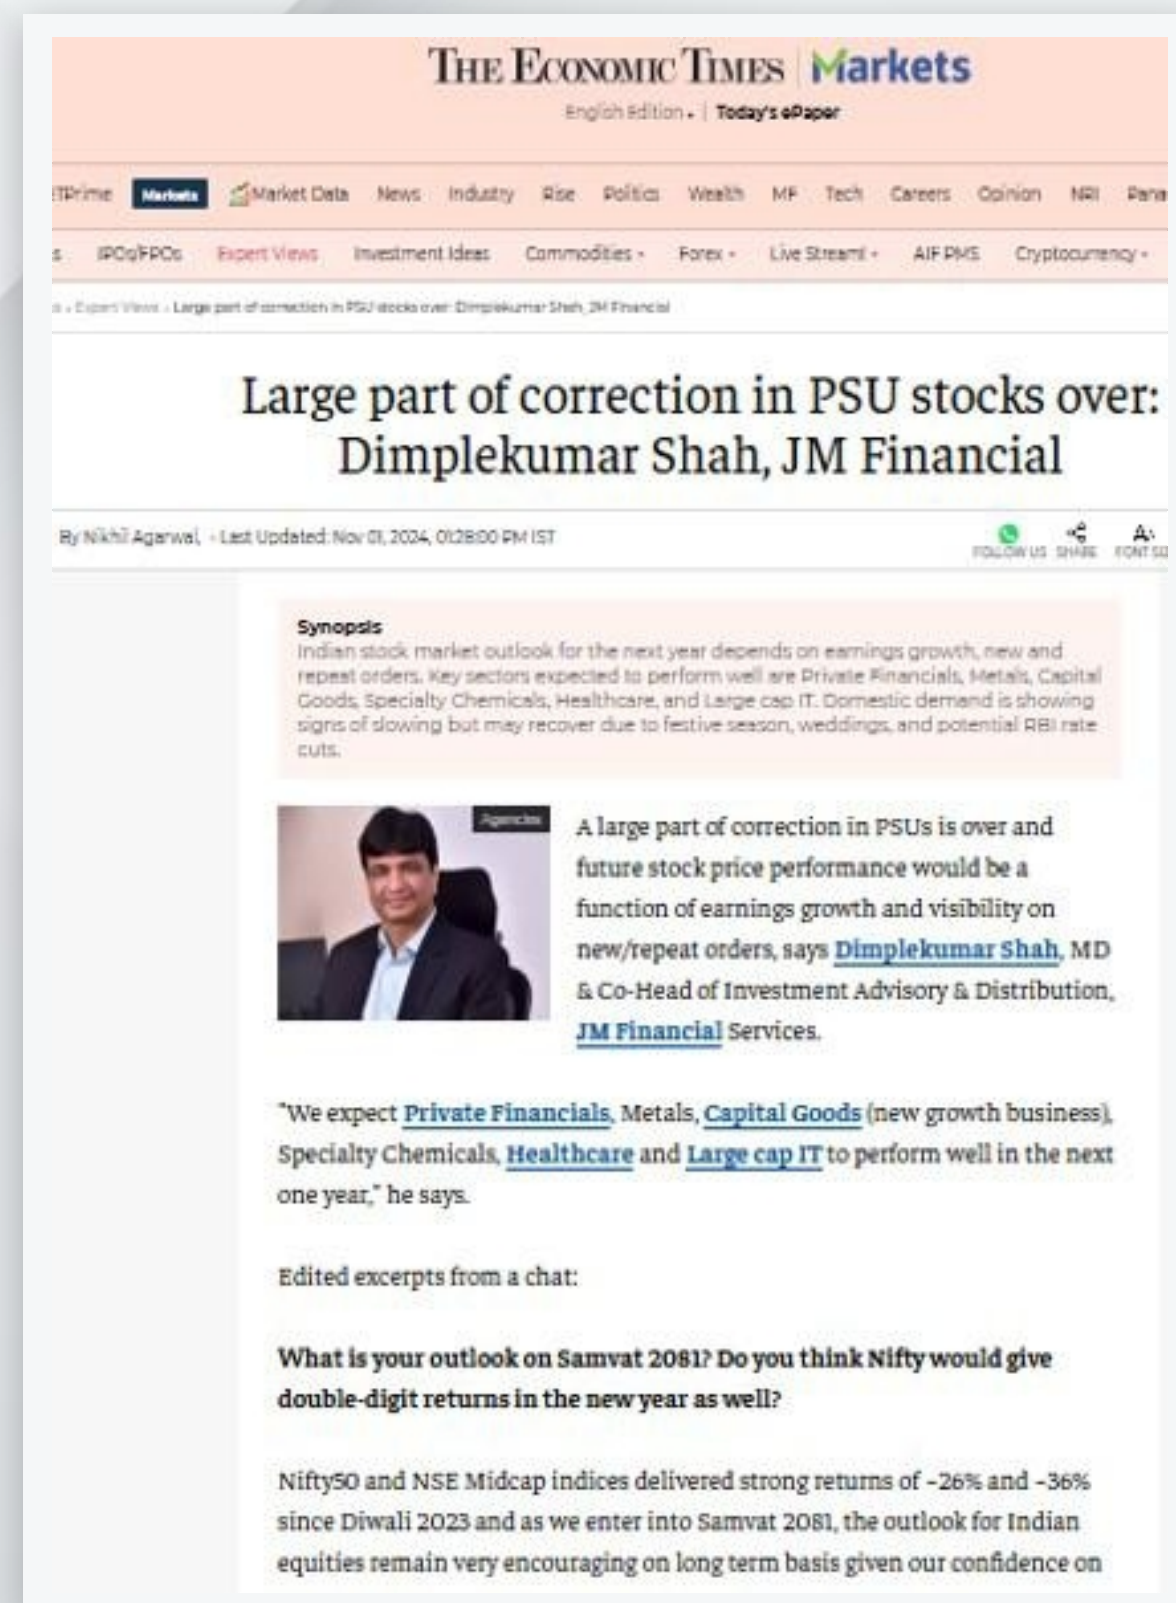 THE ECONOMIC TIMES | Markets
English Edition | Today's ePaper
ETPrime Markets Market Data News Industry Rise Politics Wealth MF Tech Careers Opinion NRI Pana
s IPOs/FPOs Expert Views Investment Ideas Commodities Forex Live Stream! AIF PMS Cryptocurrency
s › Expert Views › Large part of correction in PSU stocks over: Dimplekumar Shah, JM Financial
Large part of correction in PSU stocks over:
Dimplekumar Shah, JM Financial
By Nikhil Agarwal, • Last Updated: Nov 01, 2024, 01:28:00 PM IST
FOLLOW US SHARE FONT SIZ
Synopsis
Indian stock market outlook for the next year depends on earnings growth, new and
repeat orders. Key sectors expected to perform well are Private Financials, Metals, Capital
Goods, Specialty Chemicals, Healthcare, and Large cap IT. Domestic demand is showing
signs of slowing but may recover due to festive season, weddings, and potential RBI rate
cuts.
Agencies
A large part of correction in PSUs is over and
future stock price performance would be a
function of earnings growth and visibility on
new/repeat orders, says Dimplekumar Shah, MD
& Co-Head of Investment Advisory & Distribution,
JM Financial Services.
"We expect Private Financials, Metals, Capital Goods (new growth business),
Specialty Chemicals, Healthcare and Large cap IT to perform well in the next
one year," he says.
Edited excerpts from a chat:
What is your outlook on Samvat 2081? Do you think Nifty would give
double-digit returns in the new year as well?
Nifty50 and NSE Midcap indices delivered strong returns of ~26% and ~36%
since Diwali 2023 and as we enter into Samvat 2081, the outlook for Indian
equities remain very encouraging on long term basis given our confidence on